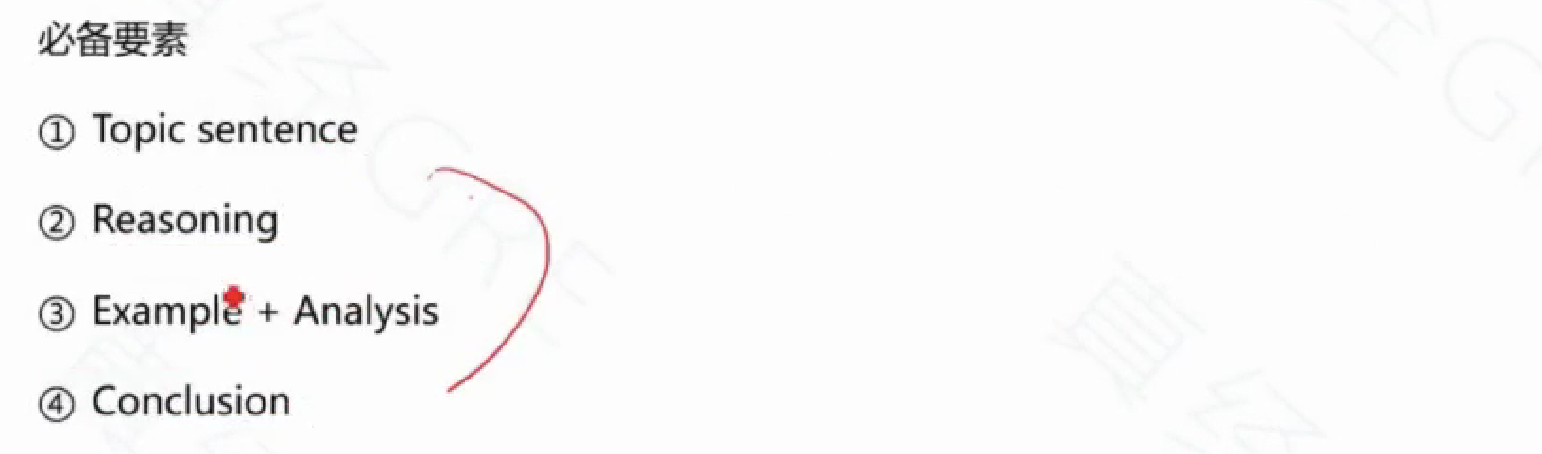 必备要素
① Topic sentence
② Reasoning
③ Example + Analysis
④ Conclusion